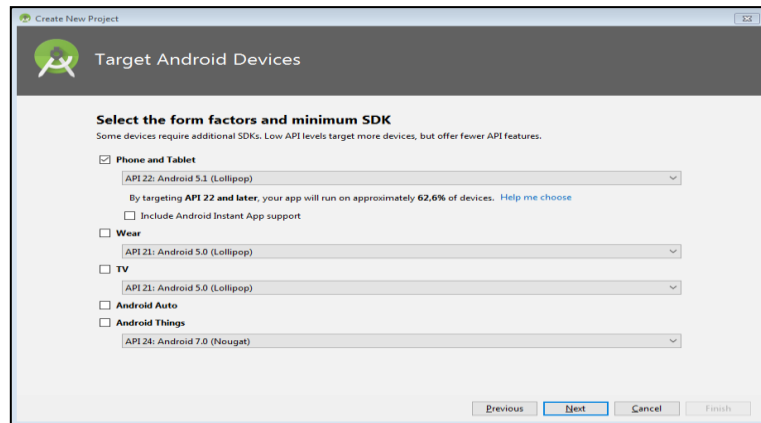 Create New Project
Target Android Devices
Select the form factors and minimum SDK
Some devices require additional SDKs. Low API levels target more devices, but offer fewer API features.
Phone and Tablet
API 22: Android 5.1 (Lollipop)
By targeting API 22 and later, your app will run on approximately 62,6% of devices. Help me choose
Include Android Instant App support
Wear
API 21: Android 5.0 (Lollipop)
TV
API 21: Android 5.0 (Lollipop)
Android Auto
Android Things
API 24: Android 7.0 (Nougat)
Previous Next Cancel Finish